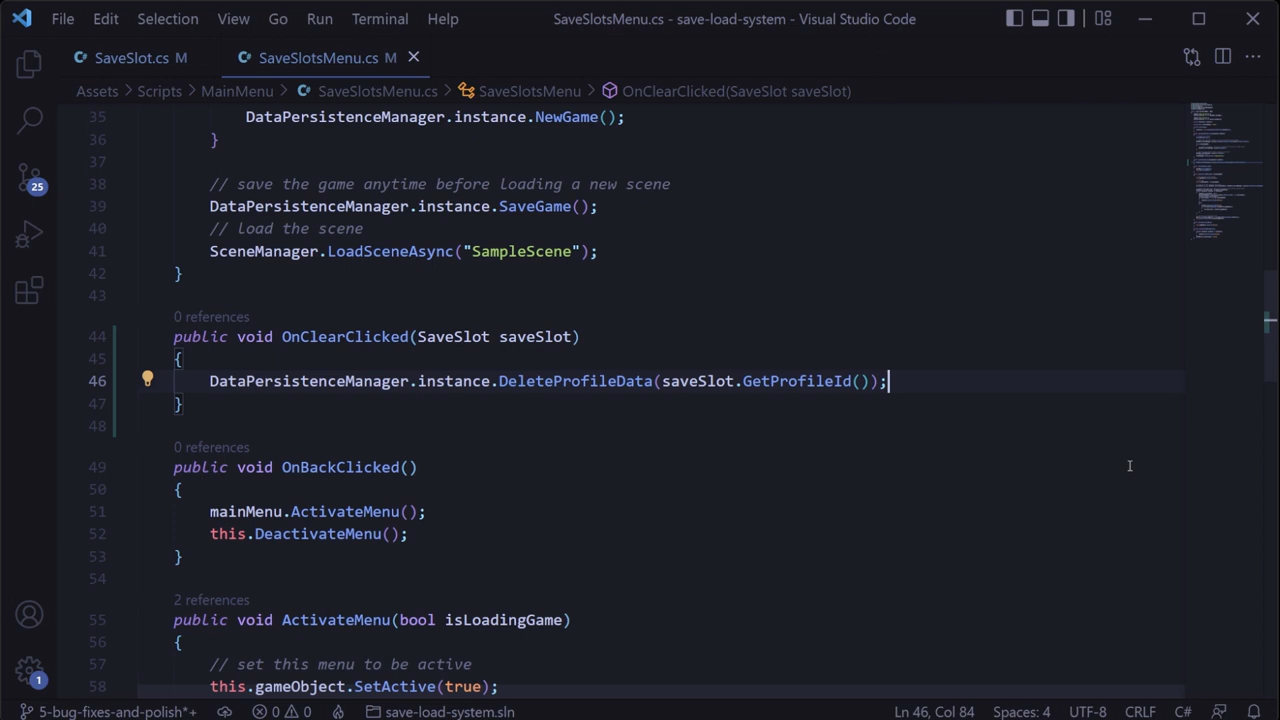 File Edit Selection View Go Run Terminal Help SaveSlotsMenu.cs - save-load-system - Visual Studio Code
SaveSlot.cs M SaveSlotsMenu.cs M
Assets > Scripts > MainMenu > SaveSlotsMenu.cs > SaveSlotsMenu > OnClearClicked(SaveSlot saveSlot)
35 DataPersistenceManager.instance.NewGame();
36 }
37
38 // save the game anytime before loading a new scene
39 DataPersistenceManager.instance.SaveGame();
40 // load the scene
41 SceneManager.LoadSceneAsync("SampleScene");
42 }
43
0 references
44 public void OnClearClicked(SaveSlot saveSlot)
45 {
46 DataPersistenceManager.instance.DeleteProfileData(saveSlot.GetProfileId());
47 }
48
0 references
49 public void OnBackClicked()
50 {
51 mainMenu.ActivateMenu();
52 this.DeactivateMenu();
53 }
54
2 references
55 public void ActivateMenu(bool isLoadingGame)
56 {
57 // set this menu to be active
58 this.gameObject.SetActive(true);
25
1
5-bug-fixes-and-polish*+ 0 0 save-load-system.sln Ln 46, Col 84 Spaces: 4 UTF-8 CRLF C#